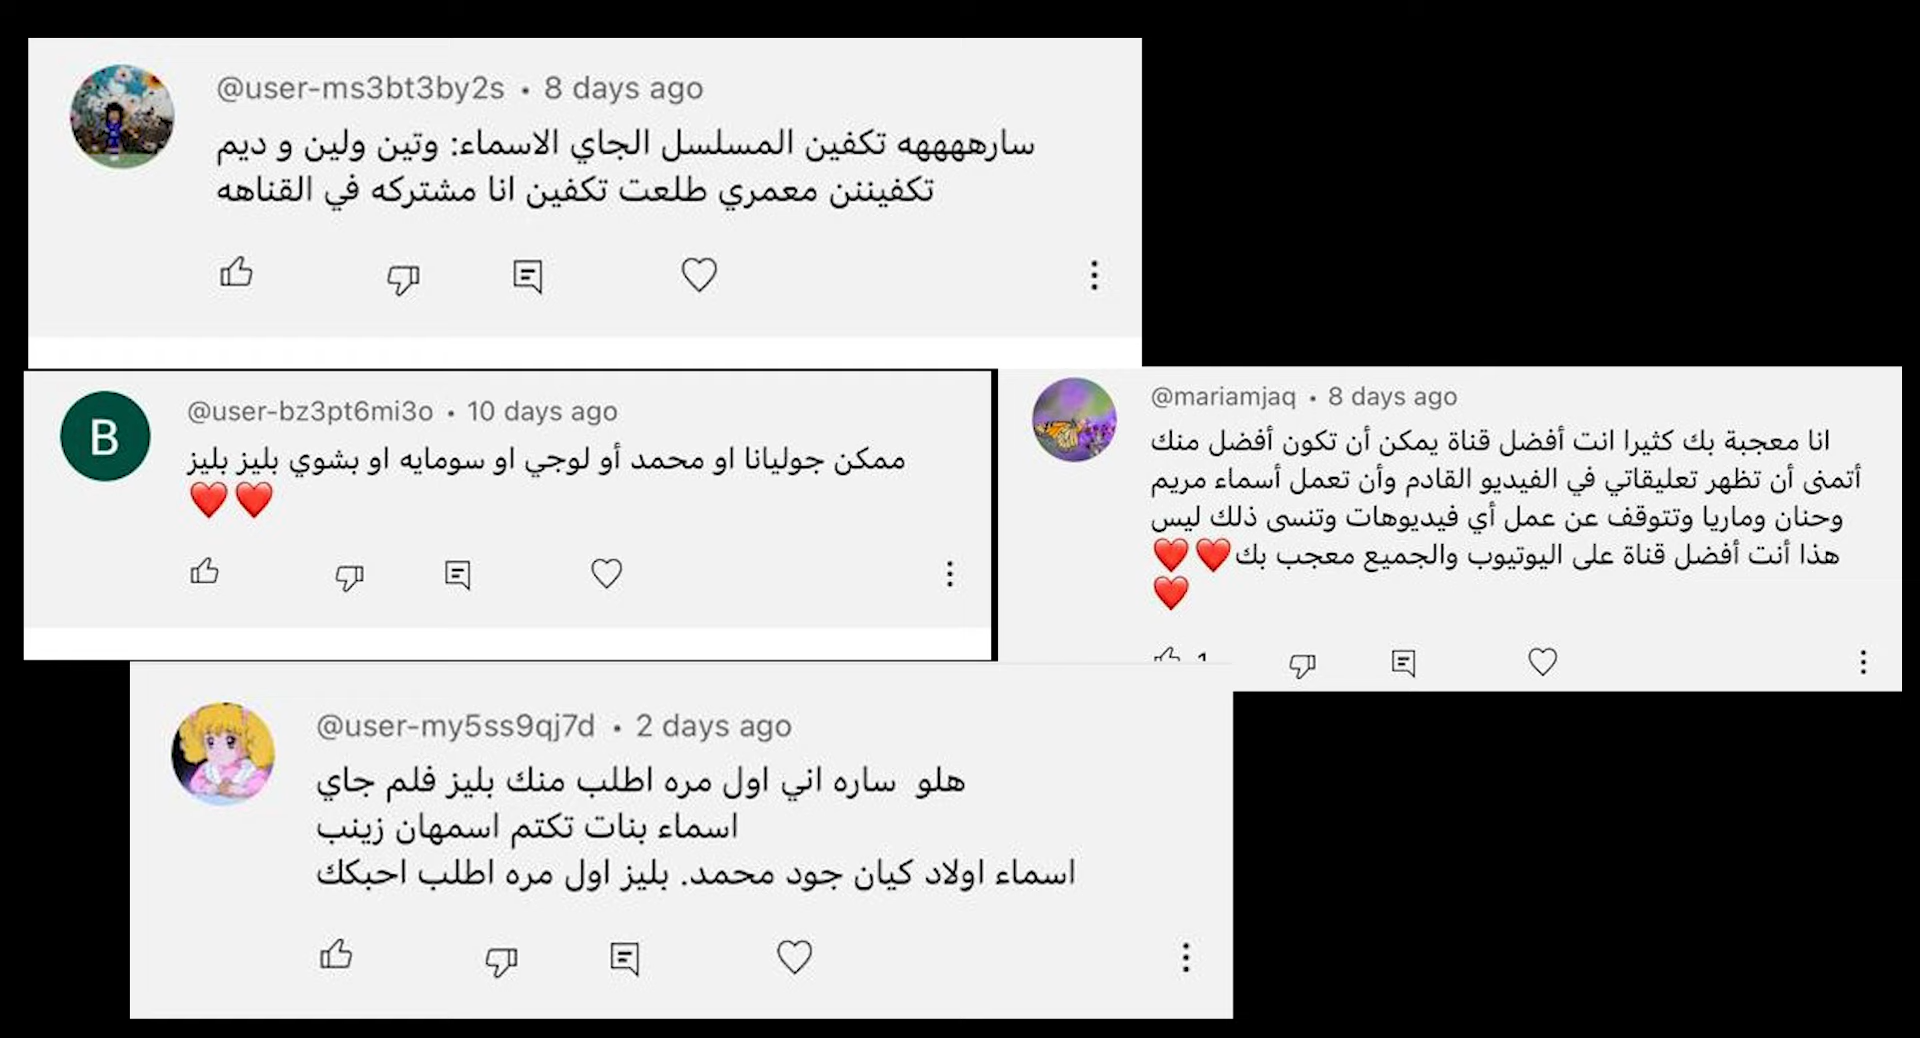 @user-ms3bt3by2s • 8 days ago
سارههههه تكفين المسلسل الجاي الاسماء: وتين ولين و ديم
تكفيننن معمري طلعت تكفين انا مشتركه في القناهه
@user-bz3pt6mi3o • 10 days ago
ممكن جوليانا او محمد أو لوجي او سومايه او بشوي بليز بليز
❤️❤️
@mariamjaq • 8 days ago
انا معجبة بك كثيرا انت أفضل قناة يمكن أن تكون أفضل منك
أتمنى أن تظهر تعليقاتي في الفيديو القادم وأن تعمل أسماء مريم
وحنان وماريا وتتوقف عن عمل أي فيديوهات وتنسى ذلك ليس
هذا أنت أفضل قناة على اليوتيوب والجميع معجب بك❤️❤️
❤️
1
@user-my5ss9qj7d • 2 days ago
هلو ساره اني اول مره اطلب منك بليز فلم جاي
اسماء بنات تكتم اسمهان زينب
اسماء اولاد كيان جود محمد. بليز اول مره اطلب احبكك